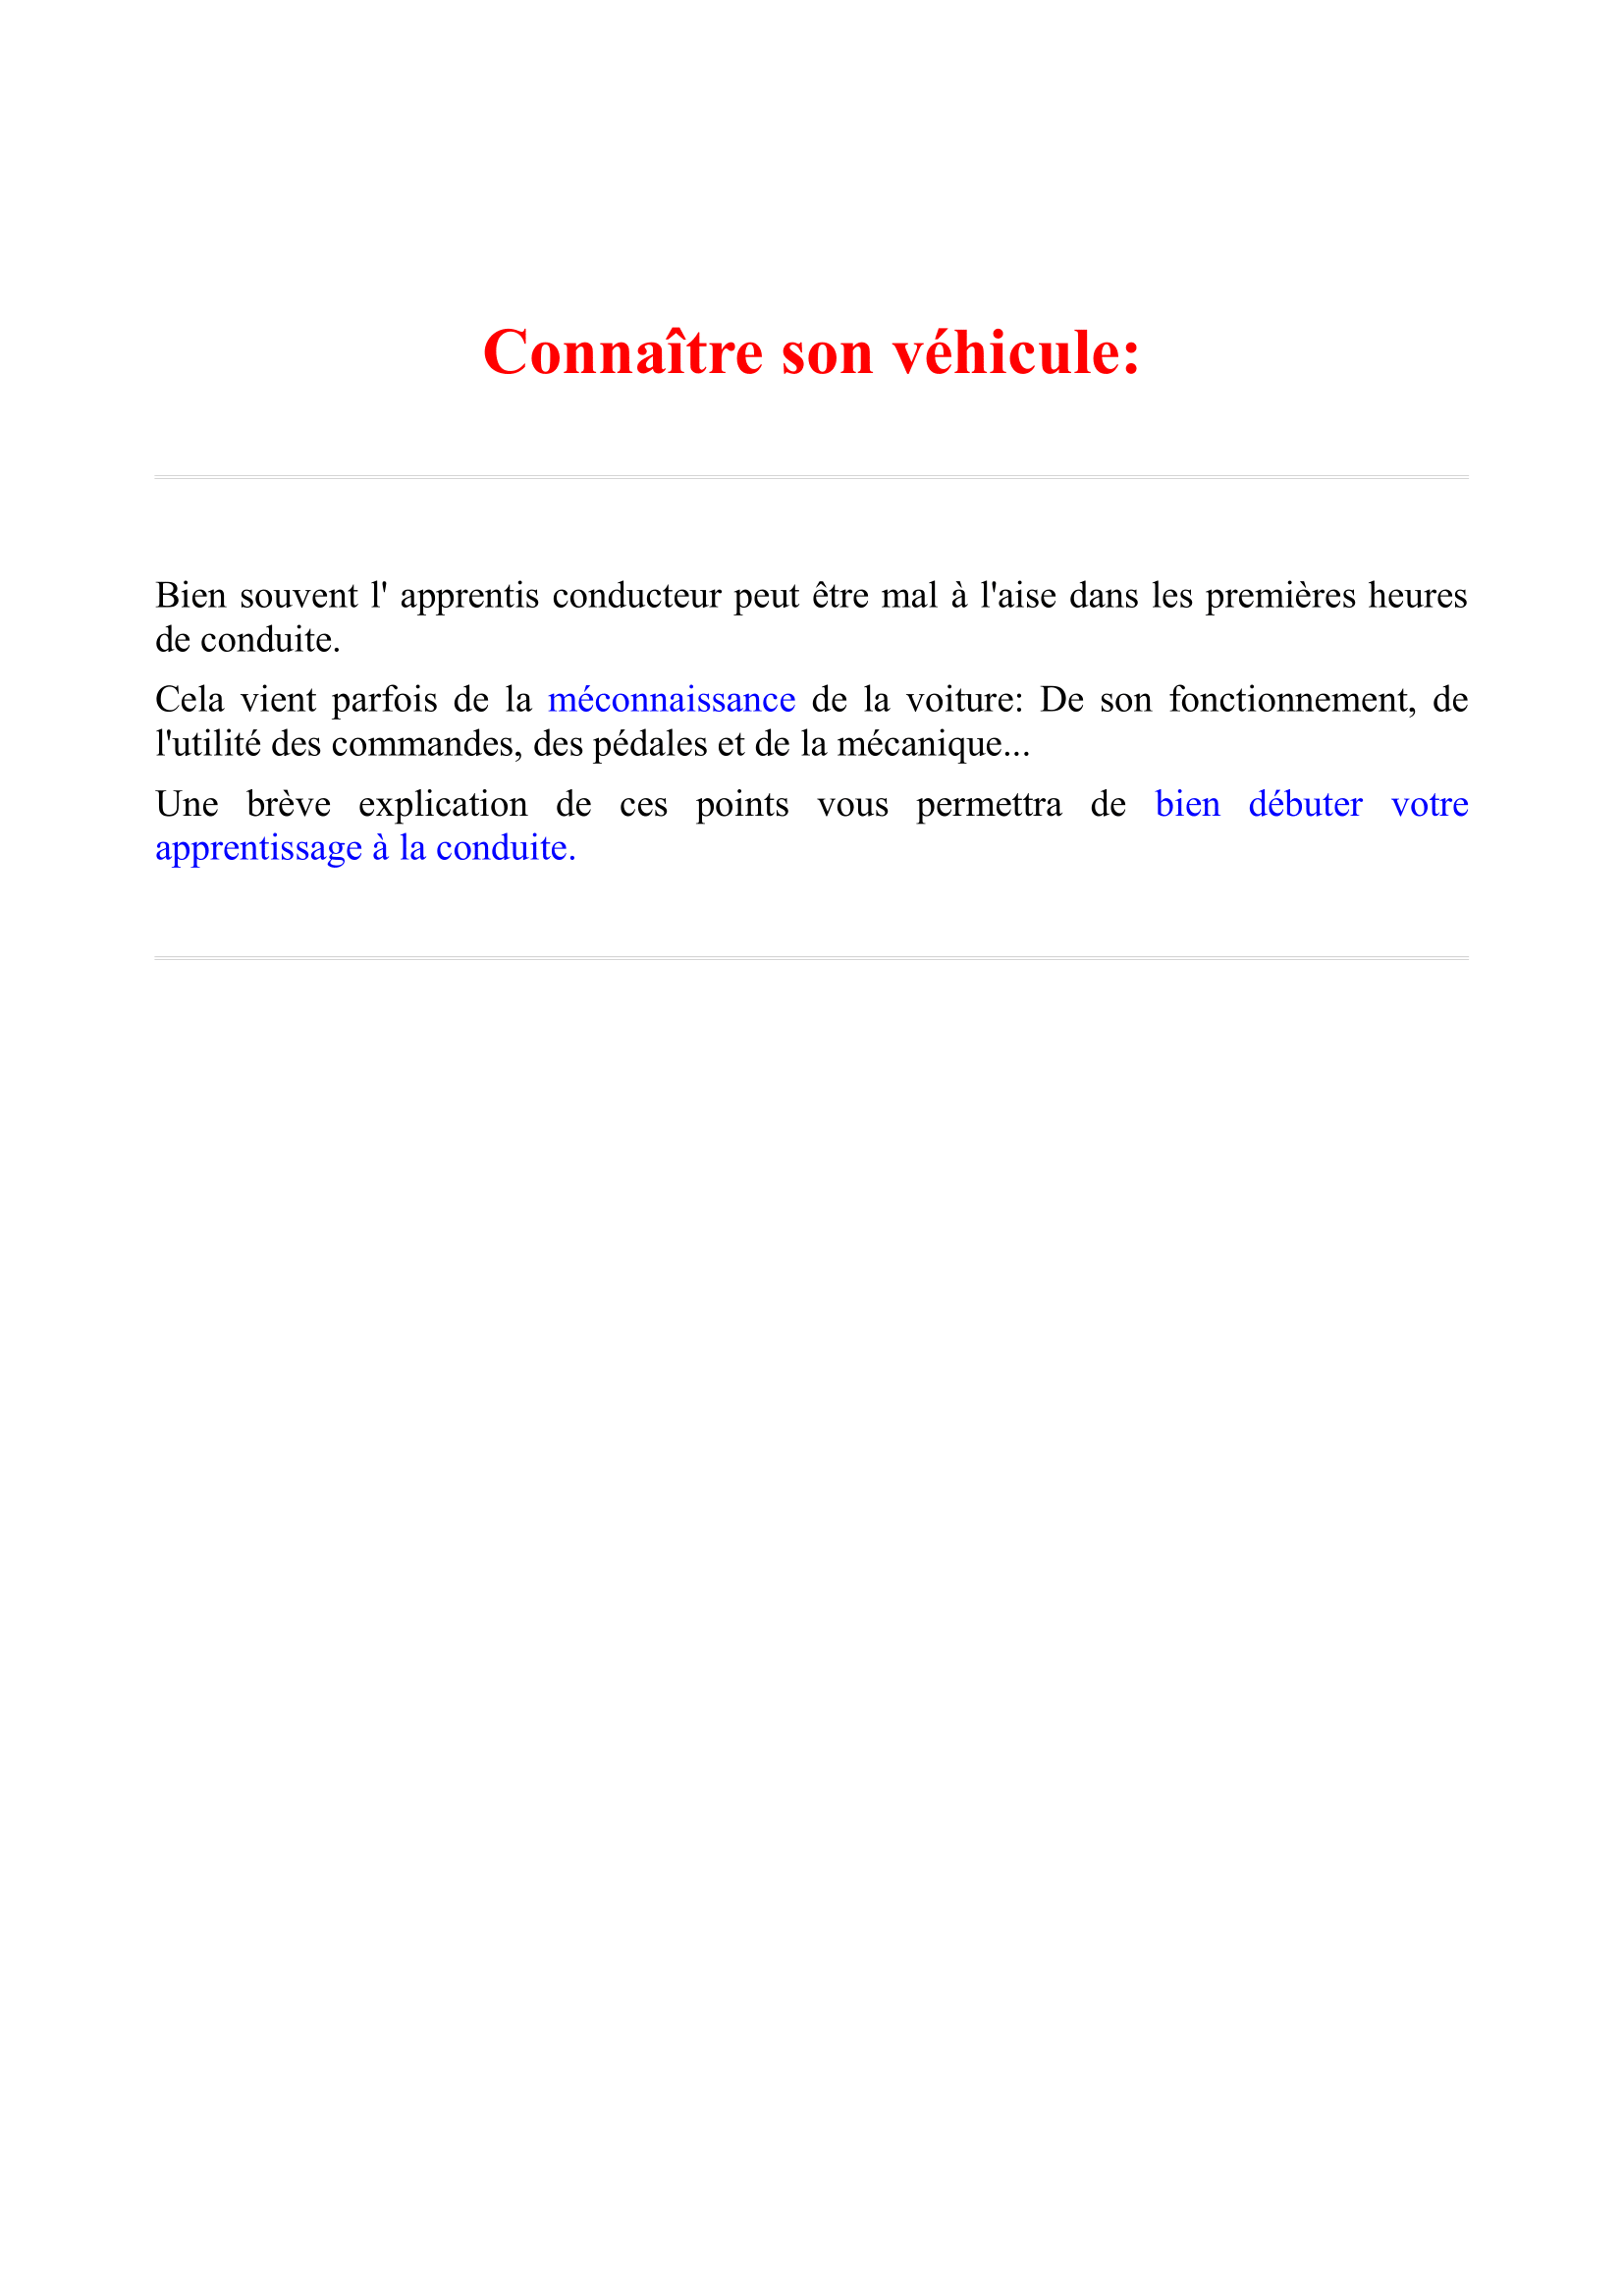 Connaître son véhicule:
Bien souvent l' apprentis conducteur peut être mal à l'aise dans les premières heures
de conduite.
Cela vient parfois de la méconnaissance de la voiture: De son fonctionnement, de
l'utilité des commandes, des pédales et de la mécanique...
Une brève explication de ces points vous permettra de bien débuter votre
apprentissage à la conduite.